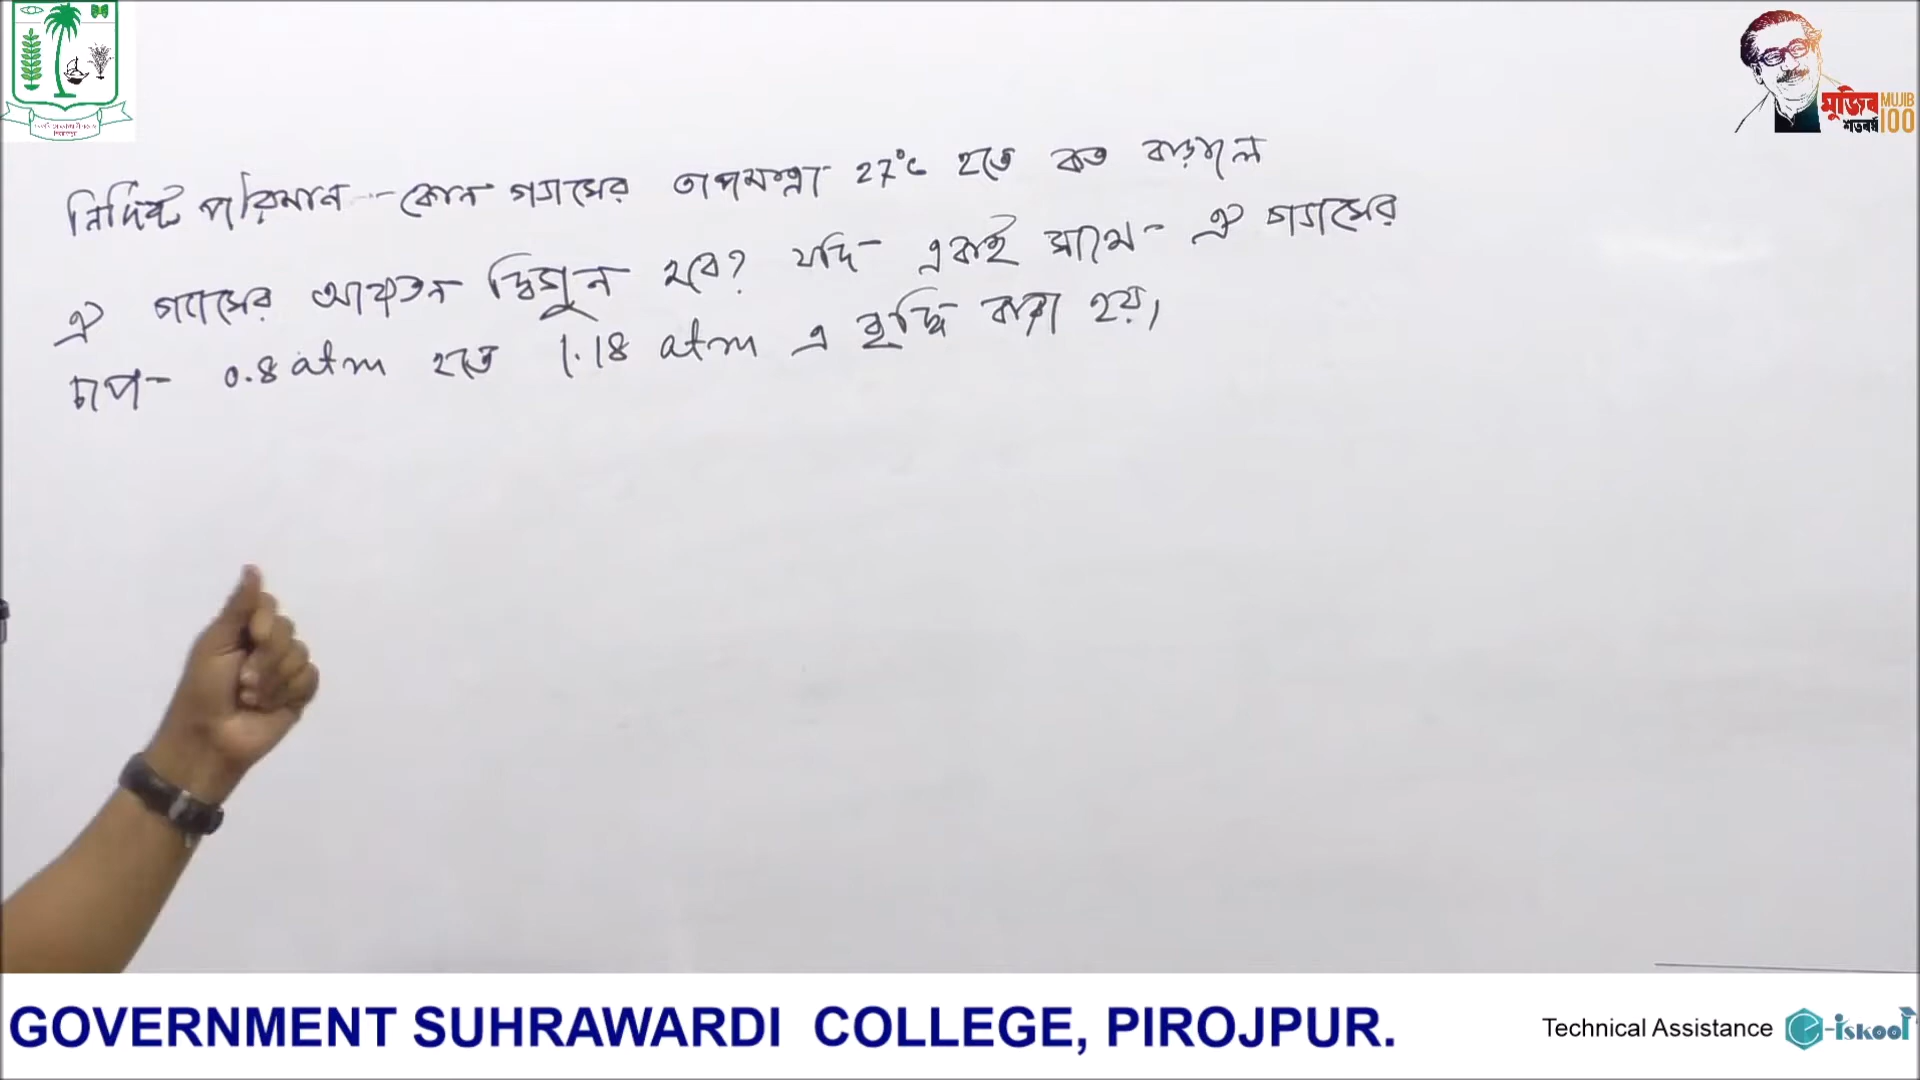 মুজিব MUJIB
শতবর্ষ 100
নির্দিষ্ট পরিমান কোন গ্যাসের তাপমাত্রা 27°C হতে কত বাড়ালে
ঐ গ্যাসের আয়তন দ্বিগুন হবে? যদি একই সাথে ঐ গ্যাসের
চাপ 0.8 atm হতে 1.18 atm এ বৃদ্ধি করা হয়।
GOVERNMENT SUHRAWARDI COLLEGE, PIROJPUR.
Technical Assistance e-iskool